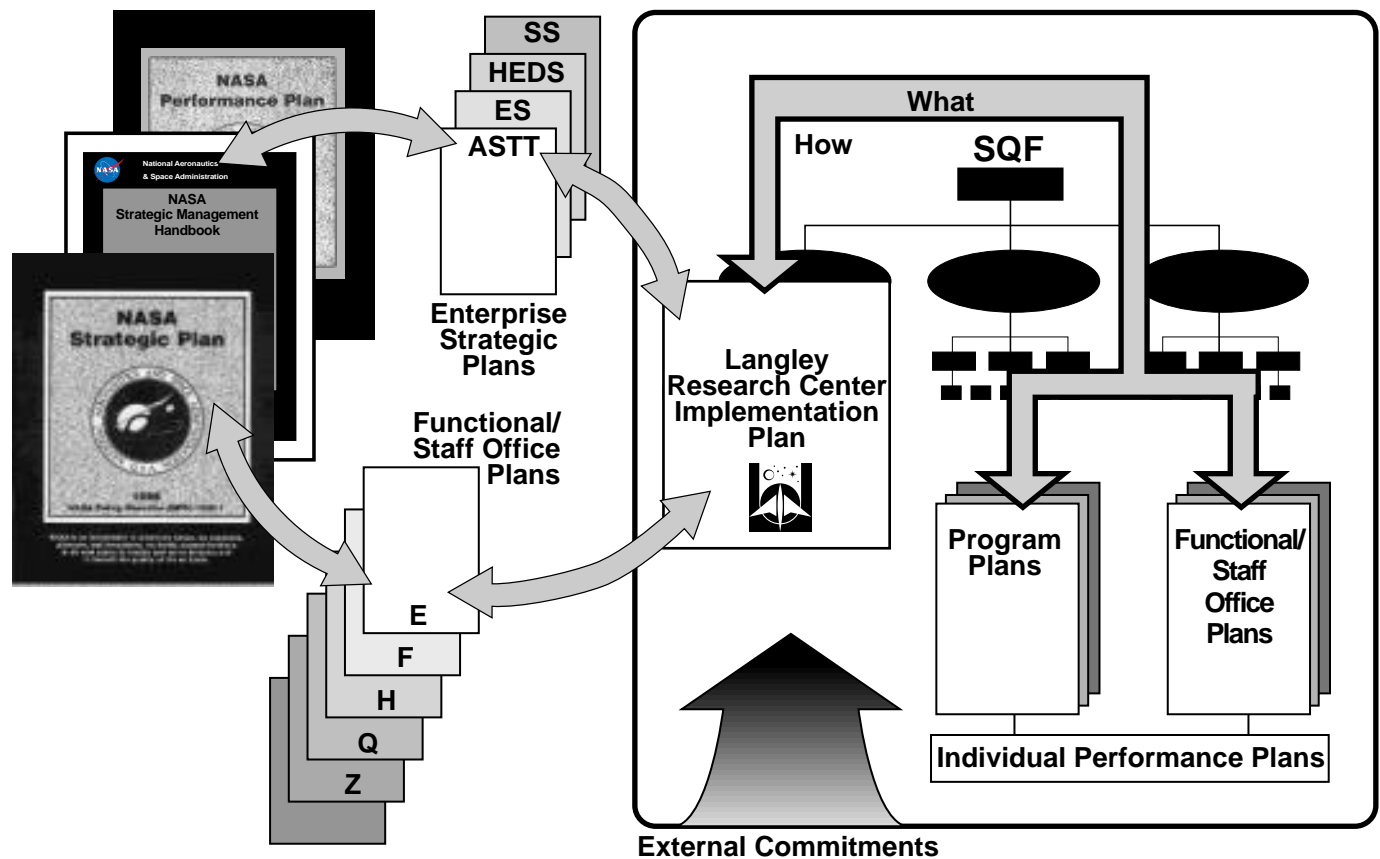 NASA
Performance Plan
NASA
National Aeronautics
& Space Administration
NASA
Strategic Management
Handbook
NASA
Strategic Plan
1998
SS
HEDS
ES
ASTT
Enterprise
Strategic
Plans
Functional/
Staff Office
Plans
E
F
H
Q
Z
What
How
SQF
Langley
Research Center
Implementation
Plan
Program
Plans
Functional/
Staff
Office
Plans
Individual Performance Plans
External Commitments